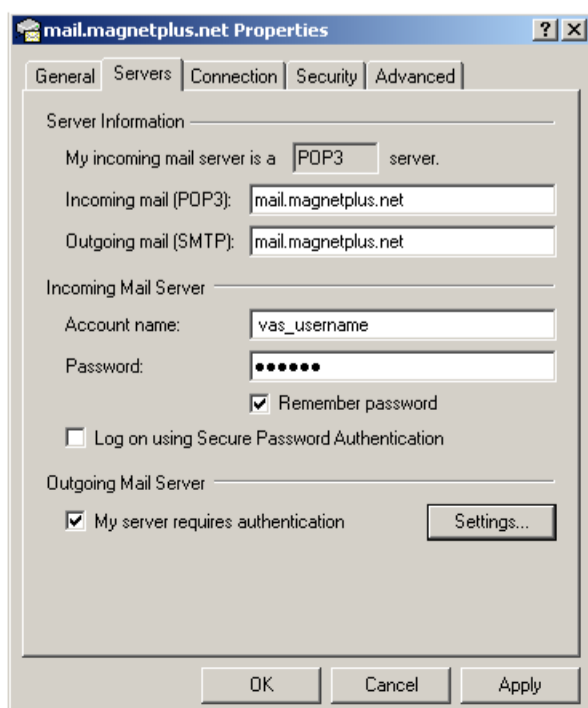 mail.magnetplus.net Properties
General Servers Connection Security Advanced
Server Information
My incoming mail server is a POP3 server.
Incoming mail (POP3): mail.magnetplus.net
Outgoing mail (SMTP): mail.magnetplus.net
Incoming Mail Server
Account name: vas_username
Password: ●●●●●●
Remember password
Log on using Secure Password Authentication
Outgoing Mail Server
My server requires authentication Settings...
OK Cancel Apply